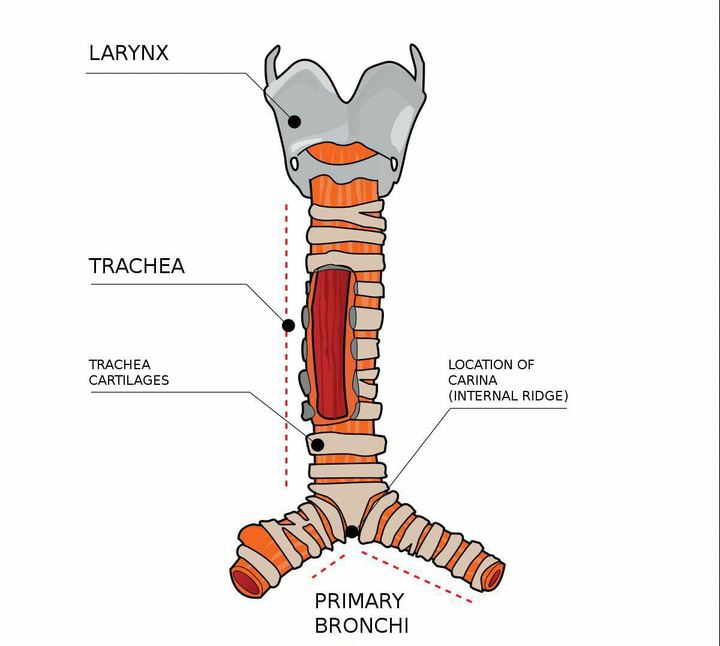 LARYNX
TRACHEA
TRACHEA
CARTILAGES
LOCATION OF
CARINA
(INTERNAL RIDGE)
PRIMARY
BRONCHI